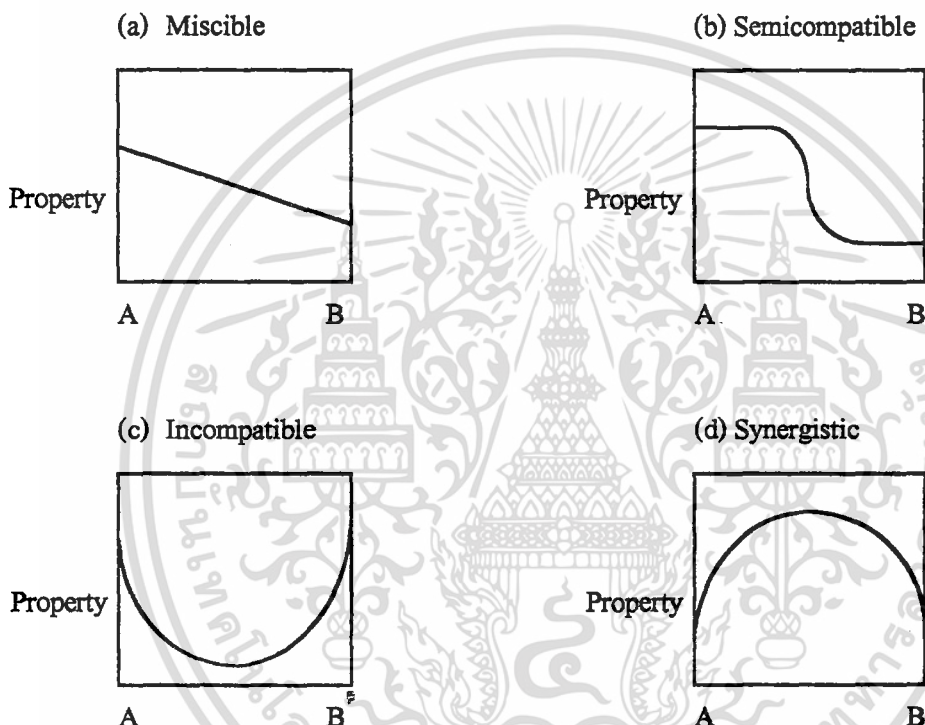 (a) Miscible
(b) Semicompatible
Property
Property
A B
A B
(c) Incompatible
(d) Synergistic
Property
Property
A B
A B